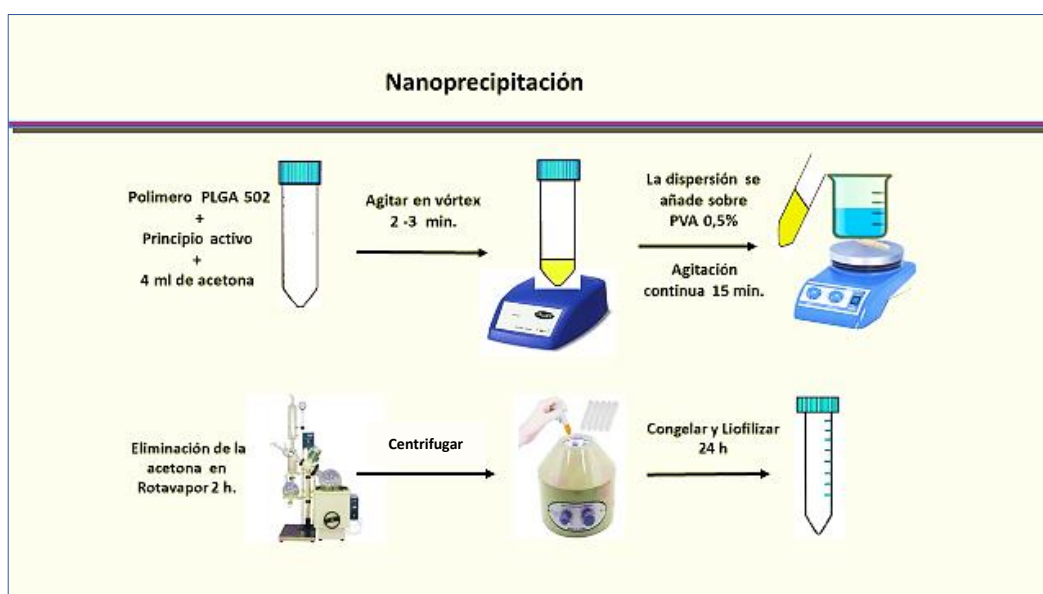 Nanoprecipitación
Polimero PLGA 502
+
Principio activo
+
4 ml de acetona
Agitar en vórtex
2 -3 min.
La dispersión se
añade sobre
PVA 0,5%
Agitación
continua 15 min.
Eliminación de la
acetona en
Rotavapor 2 h.
Centrifugar
Congelar y Liofilizar
24 h